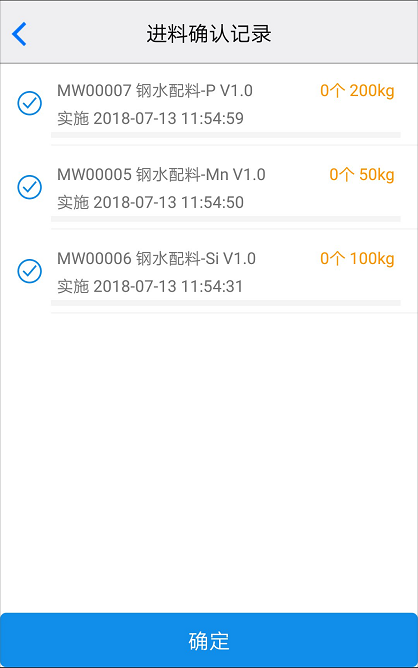 进料确认记录
MW00007 钢水配料-P V1.0 0个 200kg
实施 2018-07-13 11:54:59
MW00005 钢水配料-Mn V1.0 0个 50kg
实施 2018-07-13 11:54:50
MW00006 钢水配料-Si V1.0 0个 100kg
实施 2018-07-13 11:54:31
确定